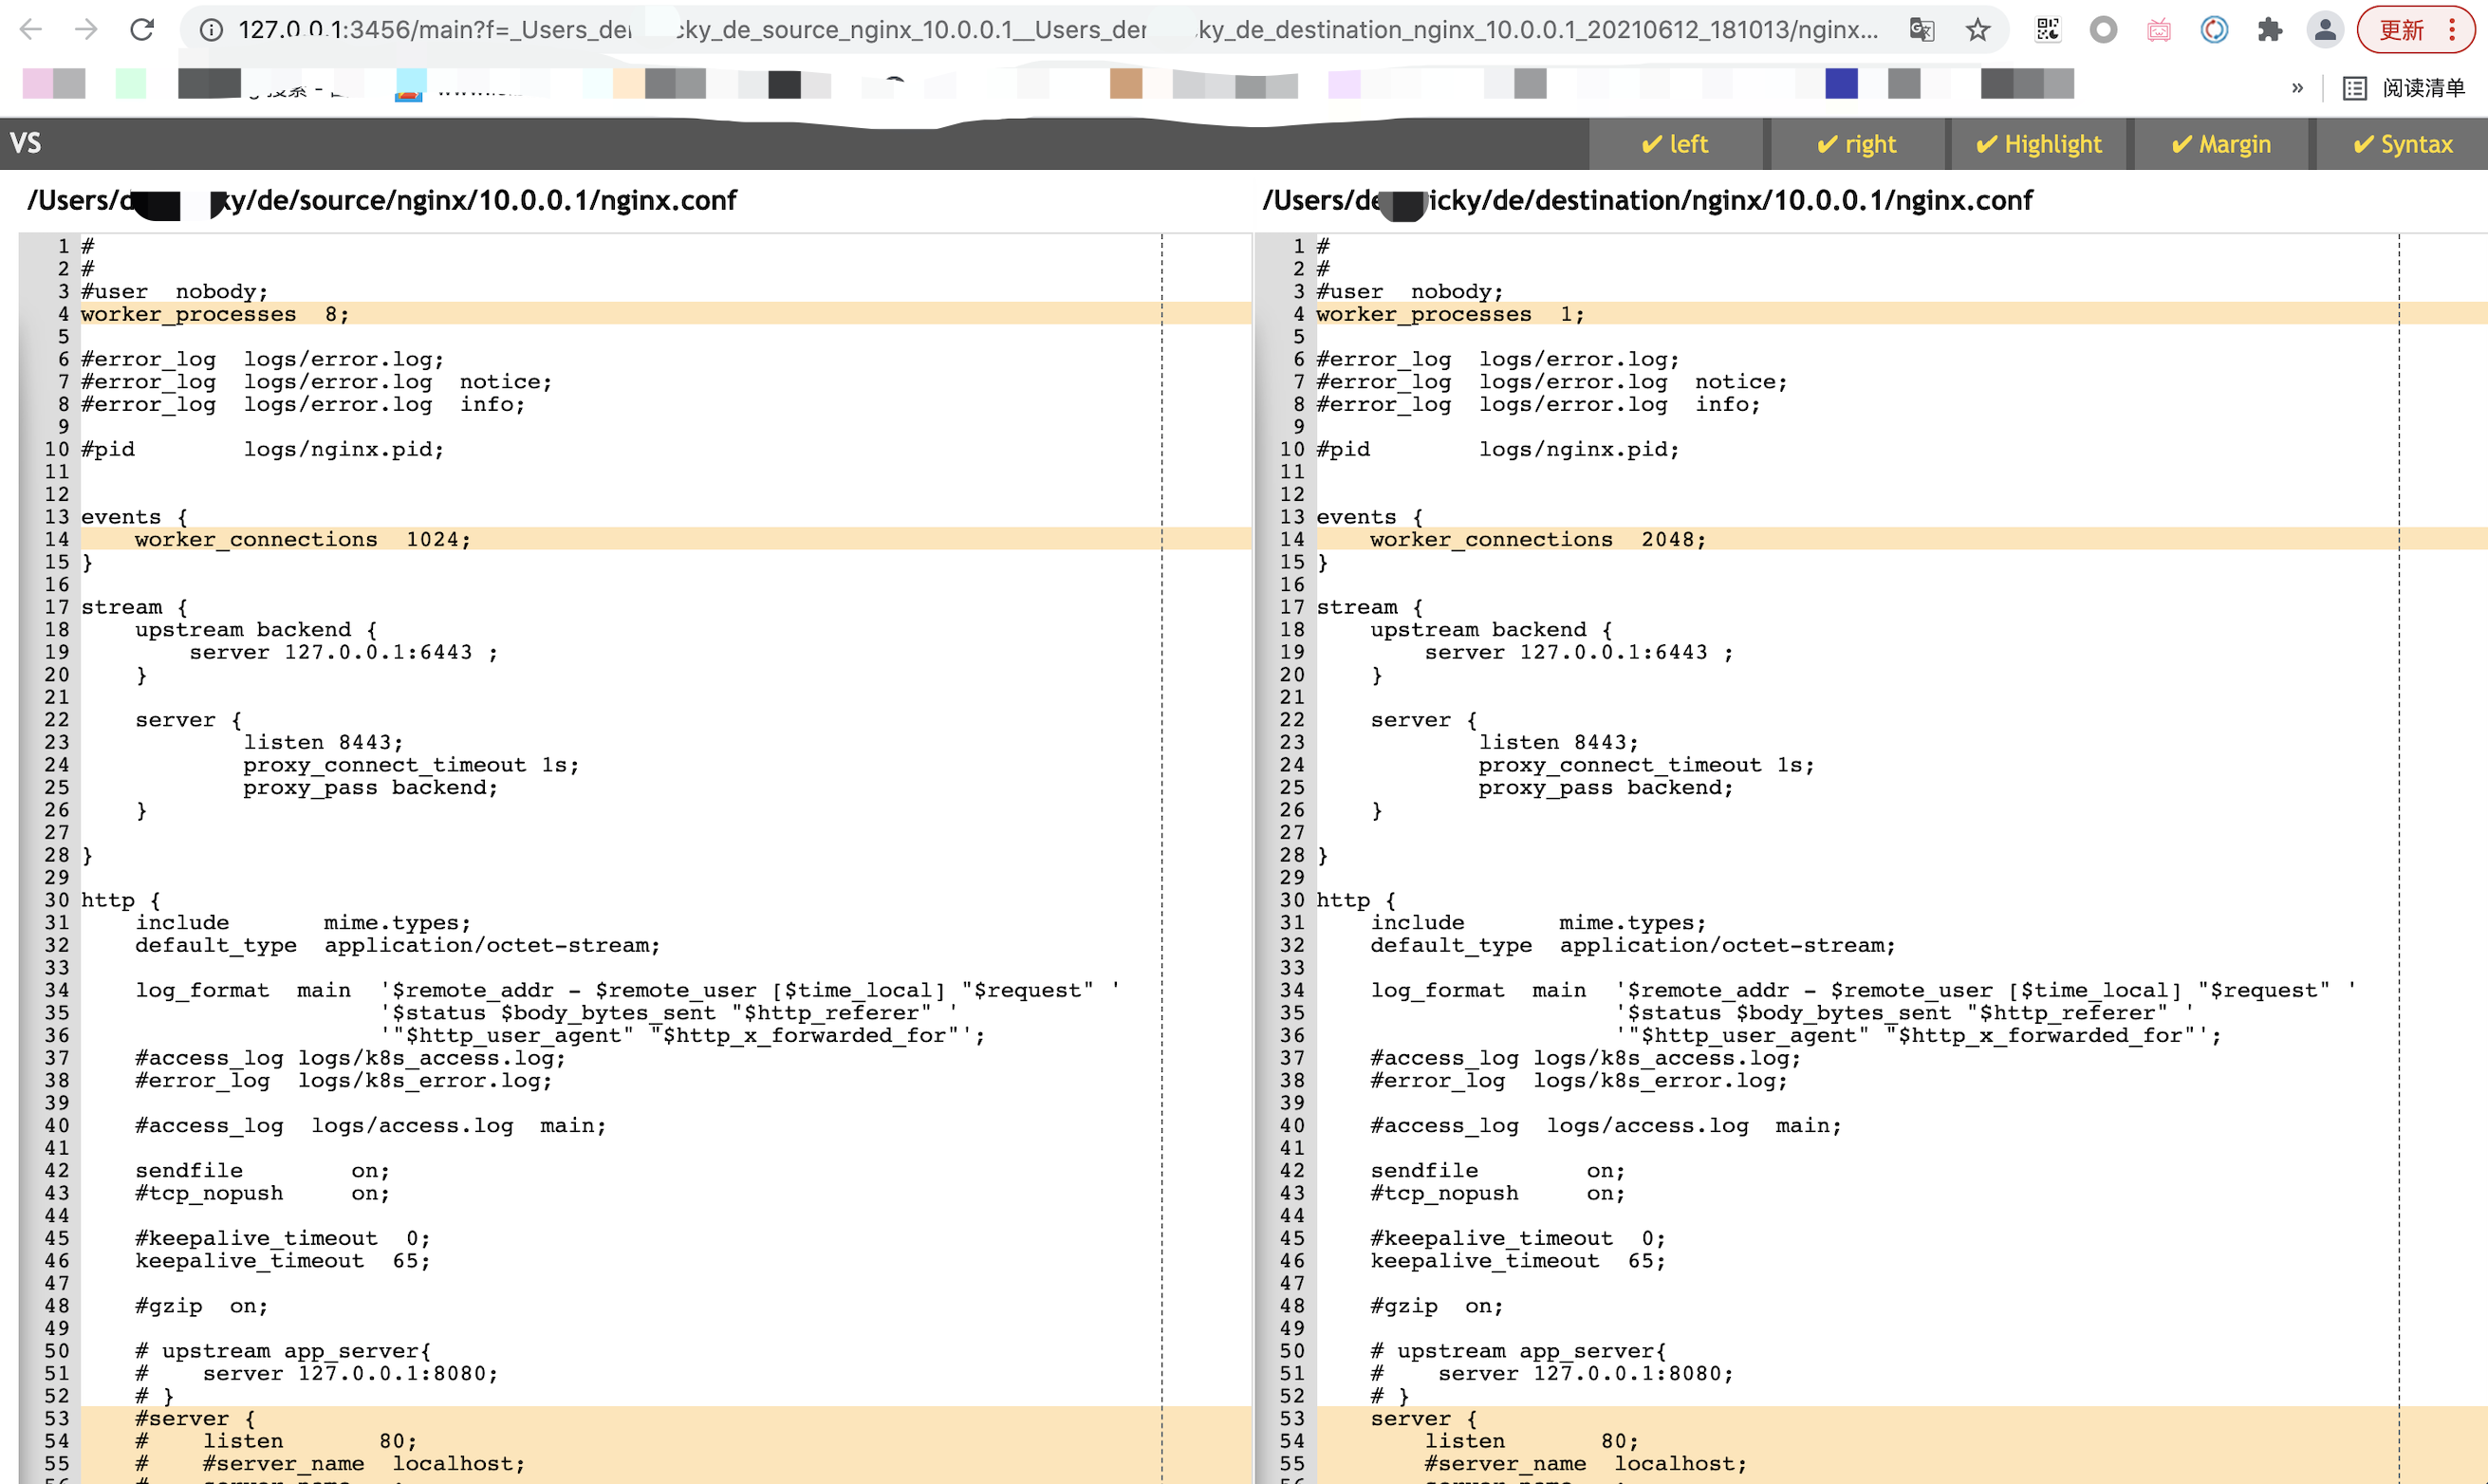 127.0.0.1:3456/main?f=_Users_de cky_de_source_nginx_10.0.0.1__Users_der ky_de_destination_nginx_10.0.0.1_20210612_181013/nginx...
更新
» 阅读清单
VS
✔ left
✔ right
✔ Highlight
✔ Margin
✔ Syntax
/Users/d ky/de/source/nginx/10.0.0.1/nginx.conf
1 #
2 #
3 #user  nobody;
4 worker_processes  8;
5
6 #error_log  logs/error.log;
7 #error_log  logs/error.log  notice;
8 #error_log  logs/error.log  info;
9
10 #pid        logs/nginx.pid;
11
12
13 events {
14     worker_connections  1024;
15 }
16
17 stream {
18     upstream backend {
19         server 127.0.0.1:6443 ;
20     }
21
22     server {
23             listen 8443;
24             proxy_connect_timeout 1s;
25             proxy_pass backend;
26     }
27
28 }
29
30 http {
31     include       mime.types;
32     default_type  application/octet-stream;
33
34     log_format  main  '$remote_addr - $remote_user [$time_local] "$request" '
35                       '$status $body_bytes_sent "$http_referer" '
36                       '"$http_user_agent" "$http_x_forwarded_for"';
37     #access_log logs/k8s_access.log;
38     #error_log  logs/k8s_error.log;
39
40     #access_log  logs/access.log  main;
41
42     sendfile        on;
43     #tcp_nopush     on;
44
45     #keepalive_timeout  0;
46     keepalive_timeout  65;
47
48     #gzip  on;
49
50     # upstream app_server{
51     #    server 127.0.0.1:8080;
52     # }
53     #server {
54     #    listen       80;
55     #    #server_name  localhost;
/Users/de icky/de/destination/nginx/10.0.0.1/nginx.conf
1 #
2 #
3 #user  nobody;
4 worker_processes  1;
5
6 #error_log  logs/error.log;
7 #error_log  logs/error.log  notice;
8 #error_log  logs/error.log  info;
9
10 #pid        logs/nginx.pid;
11
12
13 events {
14     worker_connections  2048;
15 }
16
17 stream {
18     upstream backend {
19         server 127.0.0.1:6443 ;
20     }
21
22     server {
23             listen 8443;
24             proxy_connect_timeout 1s;
25             proxy_pass backend;
26     }
27
28 }
29
30 http {
31     include       mime.types;
32     default_type  application/octet-stream;
33
34     log_format  main  '$remote_addr - $remote_user [$time_local] "$request" '
35                       '$status $body_bytes_sent "$http_referer" '
36                       '"$http_user_agent" "$http_x_forwarded_for"';
37     #access_log logs/k8s_access.log;
38     #error_log  logs/k8s_error.log;
39
40     #access_log  logs/access.log  main;
41
42     sendfile        on;
43     #tcp_nopush     on;
44
45     #keepalive_timeout  0;
46     keepalive_timeout  65;
47
48     #gzip  on;
49
50     # upstream app_server{
51     #    server 127.0.0.1:8080;
52     # }
53     server {
54         listen       80;
55         #server_name  localhost;